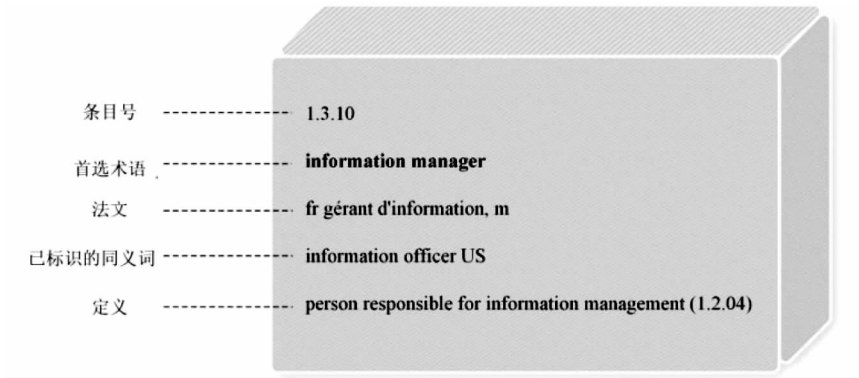 条目号 1.3.10
首选术语 information manager
法文 fr gérant d'information, m
已标识的同义词 information officer US
定义 person responsible for information management (1.2.04)